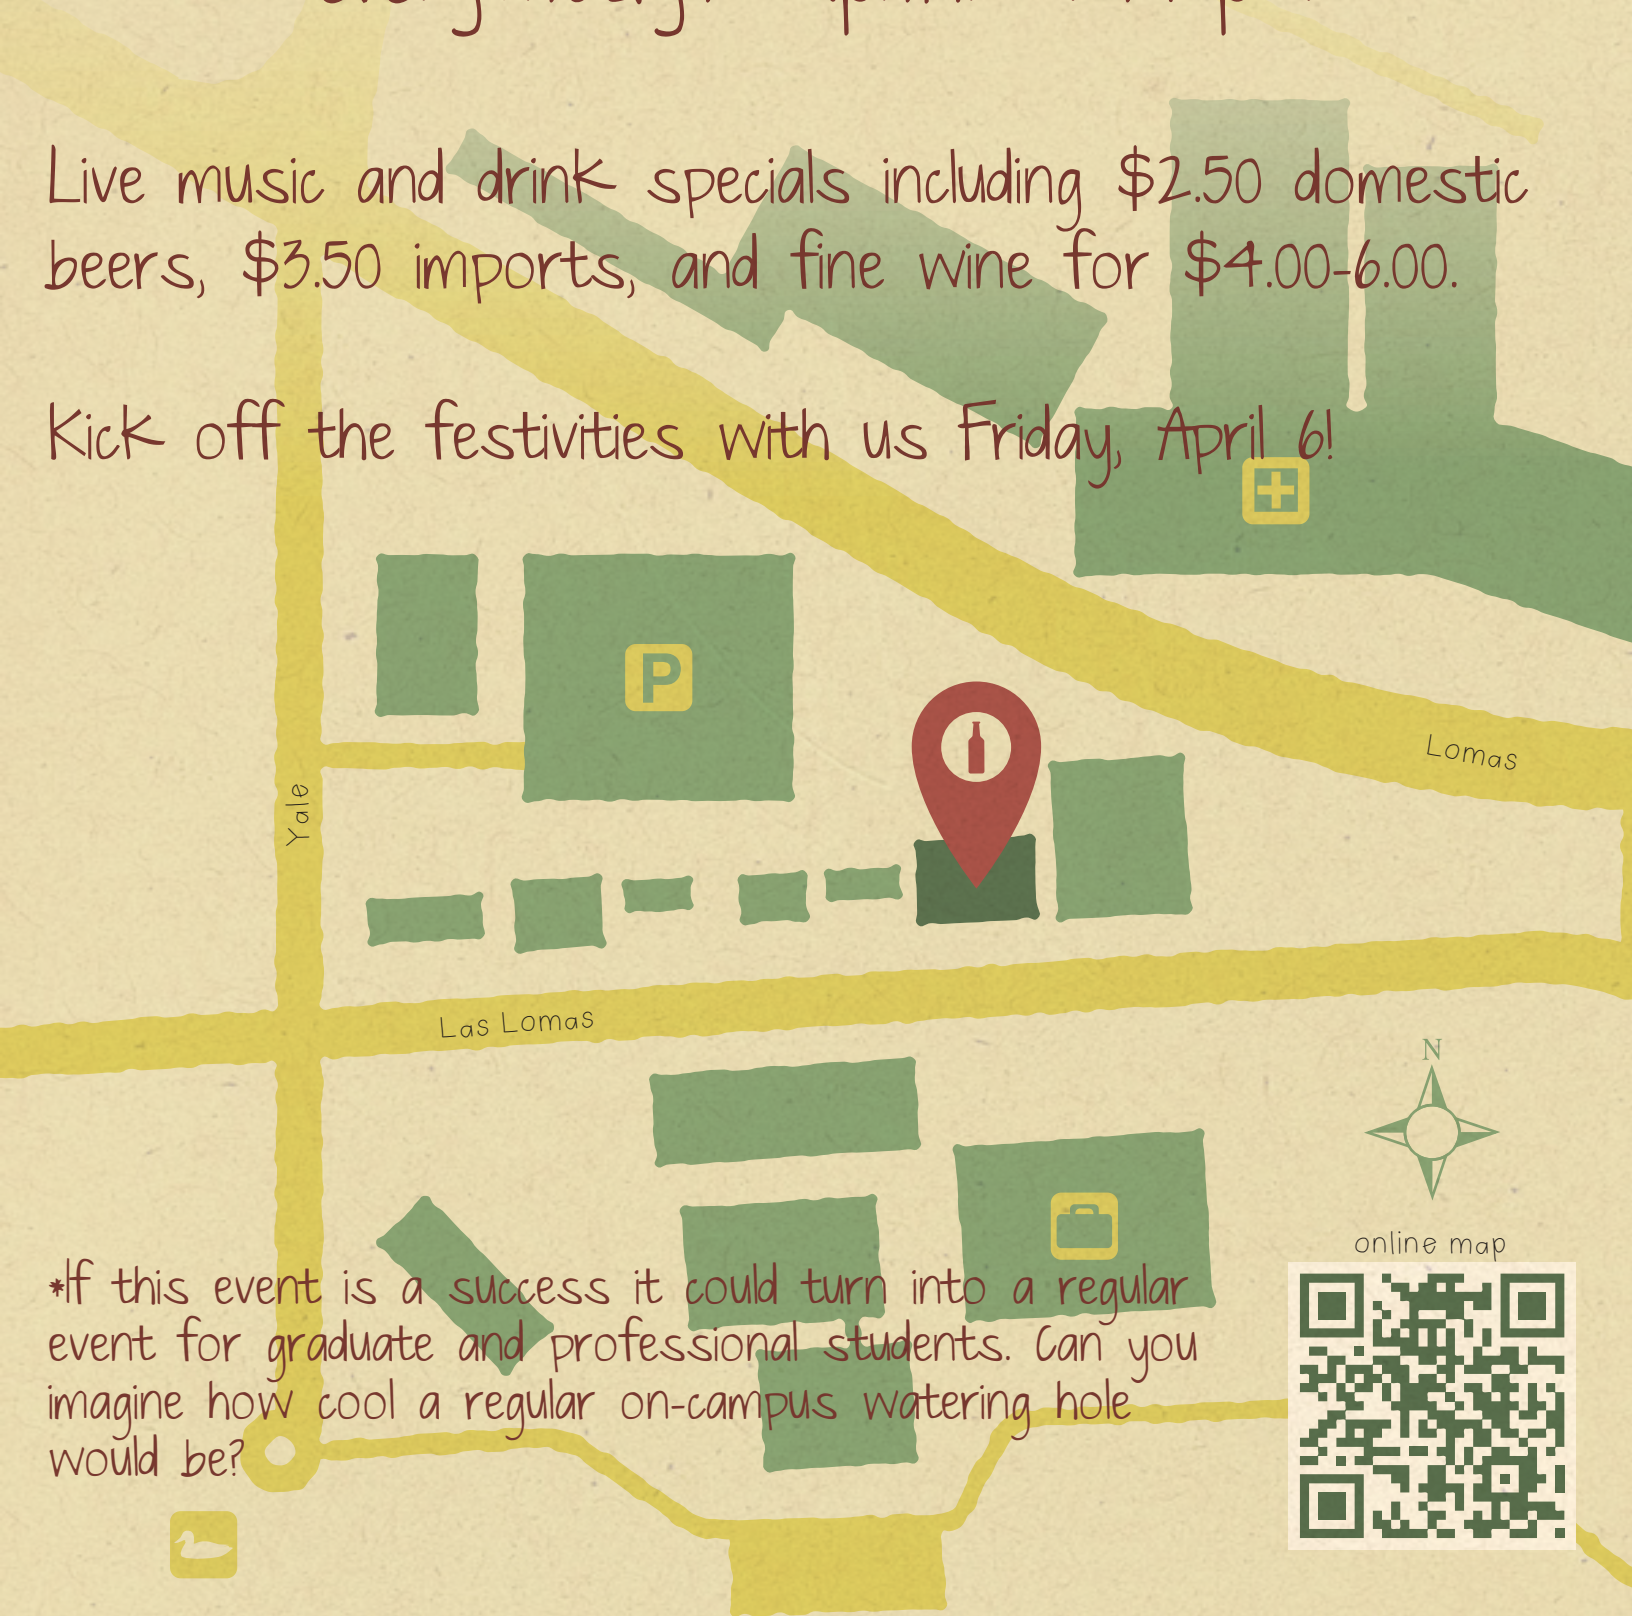 Live music and drink specials including $2.50 domestic
beers, $3.50 imports, and fine wine for $4.00-6.00.
Kick off the festivities with us Friday, April 6!
P
Lomas
Yale
Las Lomas
N
online map
*If this event is a success it could turn into a regular
event for graduate and professional students. Can you
imagine how cool a regular on-campus watering hole
would be?